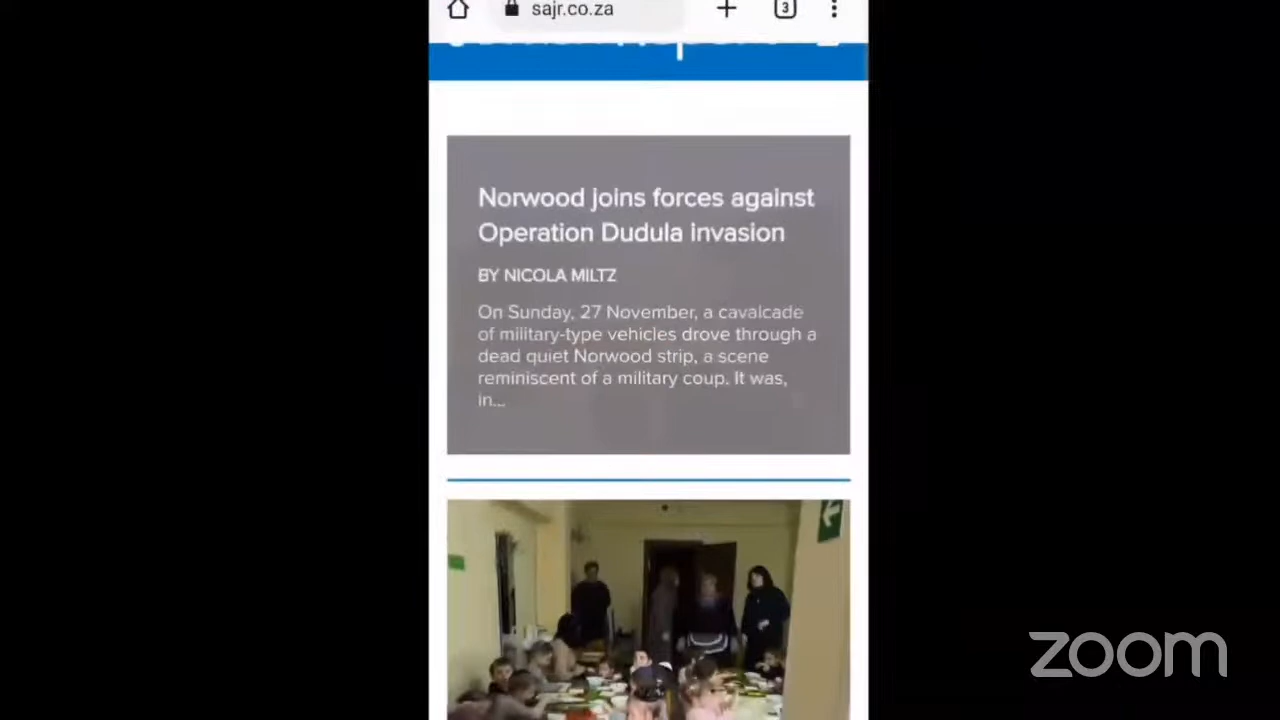 sajr.co.za
3
Norwood joins forces against
Operation Dudula invasion
BY NICOLA MILTZ
On Sunday, 27 November, a cavalcade
of military-type vehicles drove through a
dead quiet Norwood strip, a scene
reminiscent of a military coup. It was,
in...
zoom